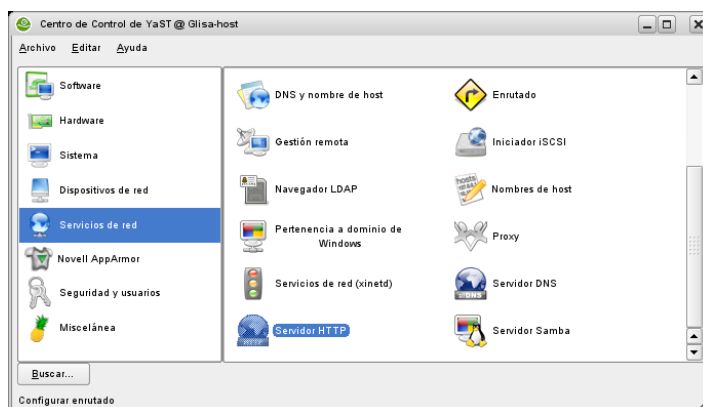 Centro de Control de YaST @ Glisa-host
Archivo Editar Ayuda
Software
Hardware
Sistema
Dispositivos de red
Servicios de red
Novell AppArmor
Seguridad y usuarios
Miscelánea
DNS y nombre de host
Enrutado
Gestión remota
Iniciador iSCSI
Navegador LDAP
Nombres de host
Pertenencia a dominio de
Windows
Proxy
Servicios de red (xinetd)
Servidor DNS
Servidor HTTP
Servidor Samba
Buscar...
Configurar enrutado